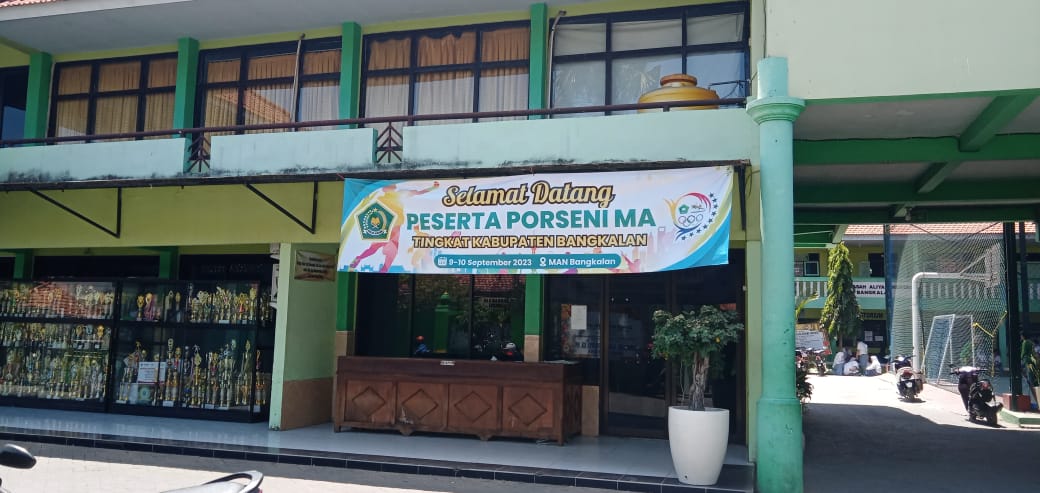 Selamat Datang
PESERTA PORSENI MA
TINGKAT KABUPATEN BANGKALAN
9-10 September 2023 MAN Bangkalan